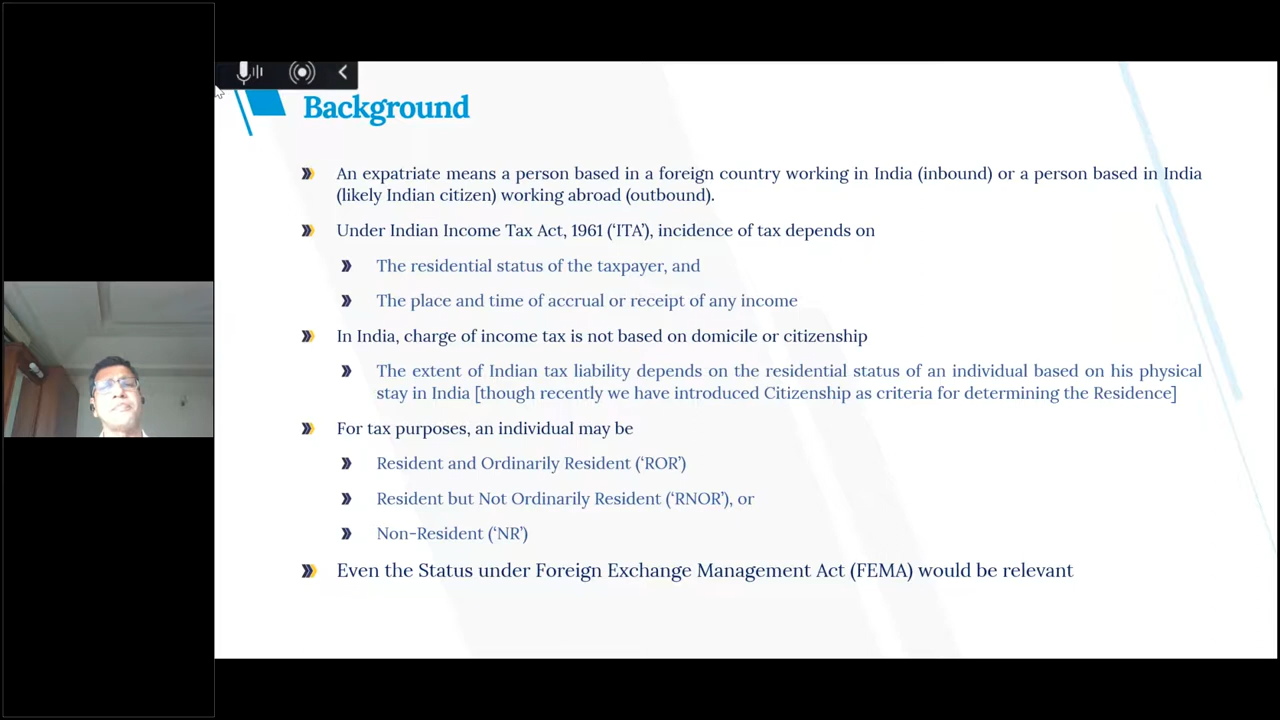 Background
An expatriate means a person based in a foreign country working in India (inbound) or a person based in India
(likely Indian citizen) working abroad (outbound).
Under Indian Income Tax Act, 1961 (‘ITA’), incidence of tax depends on
The residential status of the taxpayer, and
The place and time of accrual or receipt of any income
In India, charge of income tax is not based on domicile or citizenship
The extent of Indian tax liability depends on the residential status of an individual based on his physical
stay in India [though recently we have introduced Citizenship as criteria for determining the Residence]
For tax purposes, an individual may be
Resident and Ordinarily Resident (‘ROR’)
Resident but Not Ordinarily Resident (‘RNOR’), or
Non-Resident (‘NR’)
Even the Status under Foreign Exchange Management Act (FEMA) would be relevant